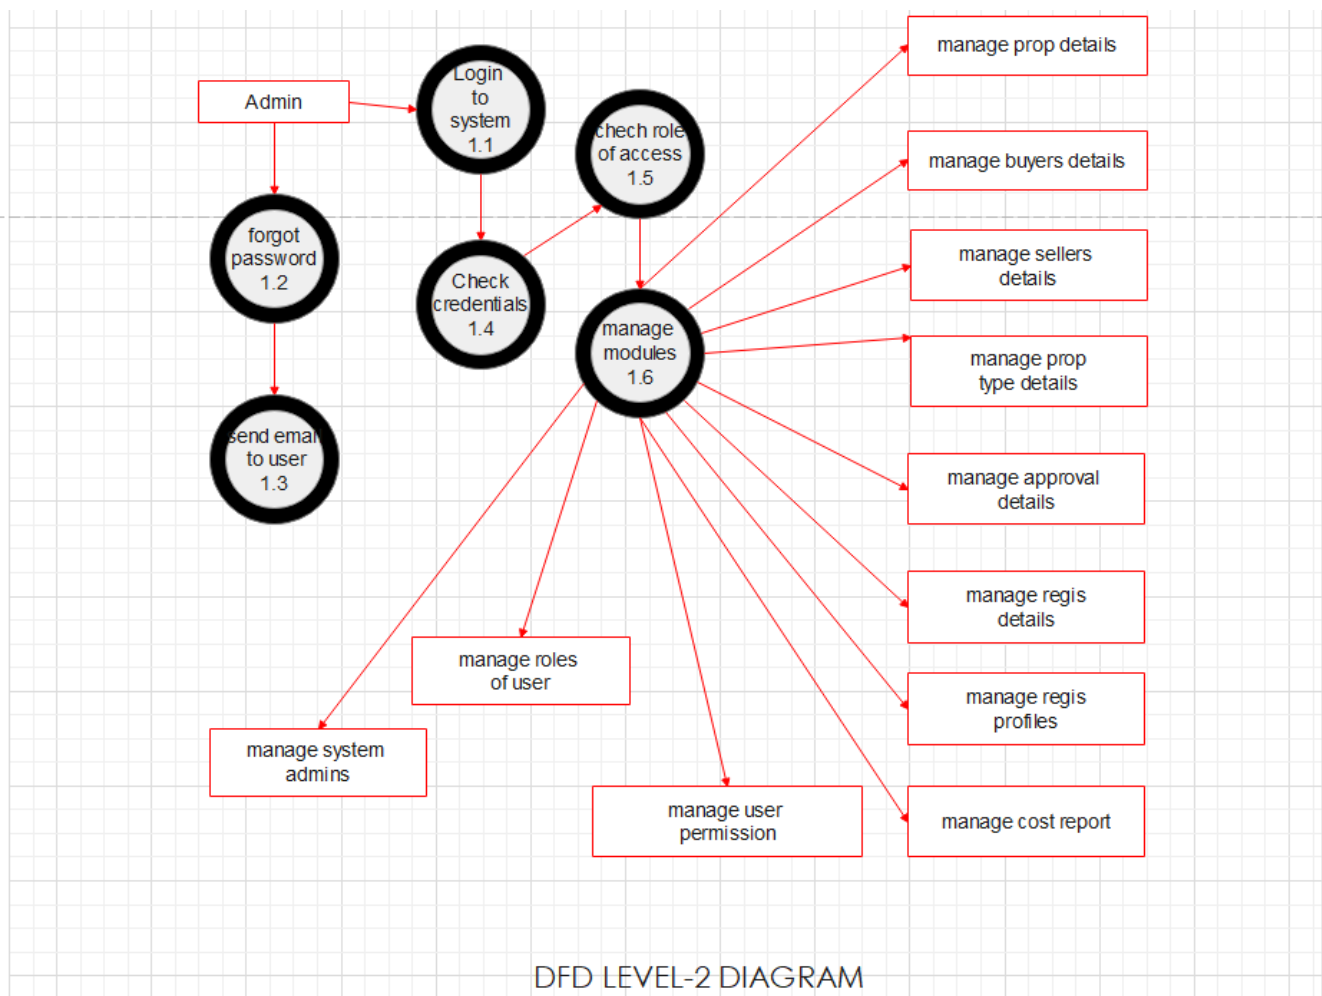 Admin
Login
to
system
1.1
chech role
of access
1.5
forgot
password
1.2
Check
credentials
1.4
manage
modules
1.6
send email
to user
1.3
manage prop details
manage buyers details
manage sellers
details
manage prop
type details
manage approval
details
manage regis
details
manage regis
profiles
manage cost report
manage roles
of user
manage system
admins
manage user
permission
DFD LEVEL-2 DIAGRAM